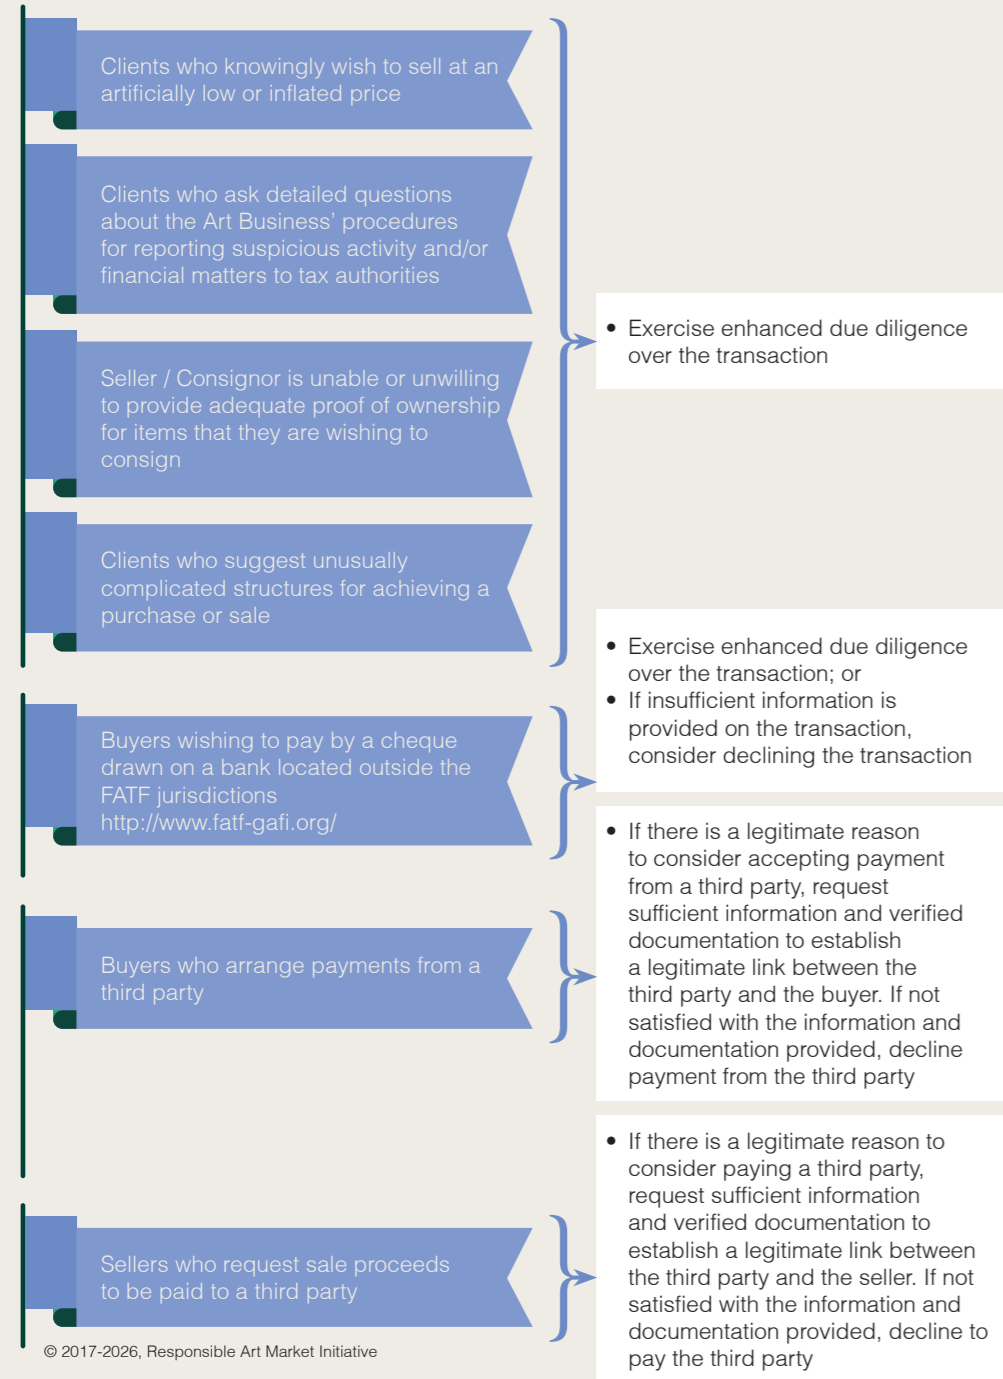 Clients who knowingly wish to sell at an
artificially low or inflated price
Clients who ask detailed questions
about the Art Business’ procedures
for reporting suspicious activity and/or
financial matters to tax authorities
Seller / Consignor is unable or unwilling
to provide adequate proof of ownership
for items that they are wishing to
consign
Clients who suggest unusually
complicated structures for achieving a
purchase or sale
• Exercise enhanced due diligence
over the transaction
Buyers wishing to pay by a cheque
drawn on a bank located outside the
FATF jurisdictions
http://www.fatf-gafi.org/
• Exercise enhanced due diligence
over the transaction; or
• If insufficient information is
provided on the transaction,
consider declining the transaction
Buyers who arrange payments from a
third party
• If there is a legitimate reason
to consider accepting payment
from a third party, request
sufficient information and verified
documentation to establish
a legitimate link between the
third party and the buyer. If not
satisfied with the information and
documentation provided, decline
payment from the third party
Sellers who request sale proceeds
to be paid to a third party
• If there is a legitimate reason to
consider paying a third party,
request sufficient information
and verified documentation to
establish a legitimate link between
the third party and the seller. If not
satisfied with the information and
documentation provided, decline to
pay the third party
© 2017-2026, Responsible Art Market Initiative